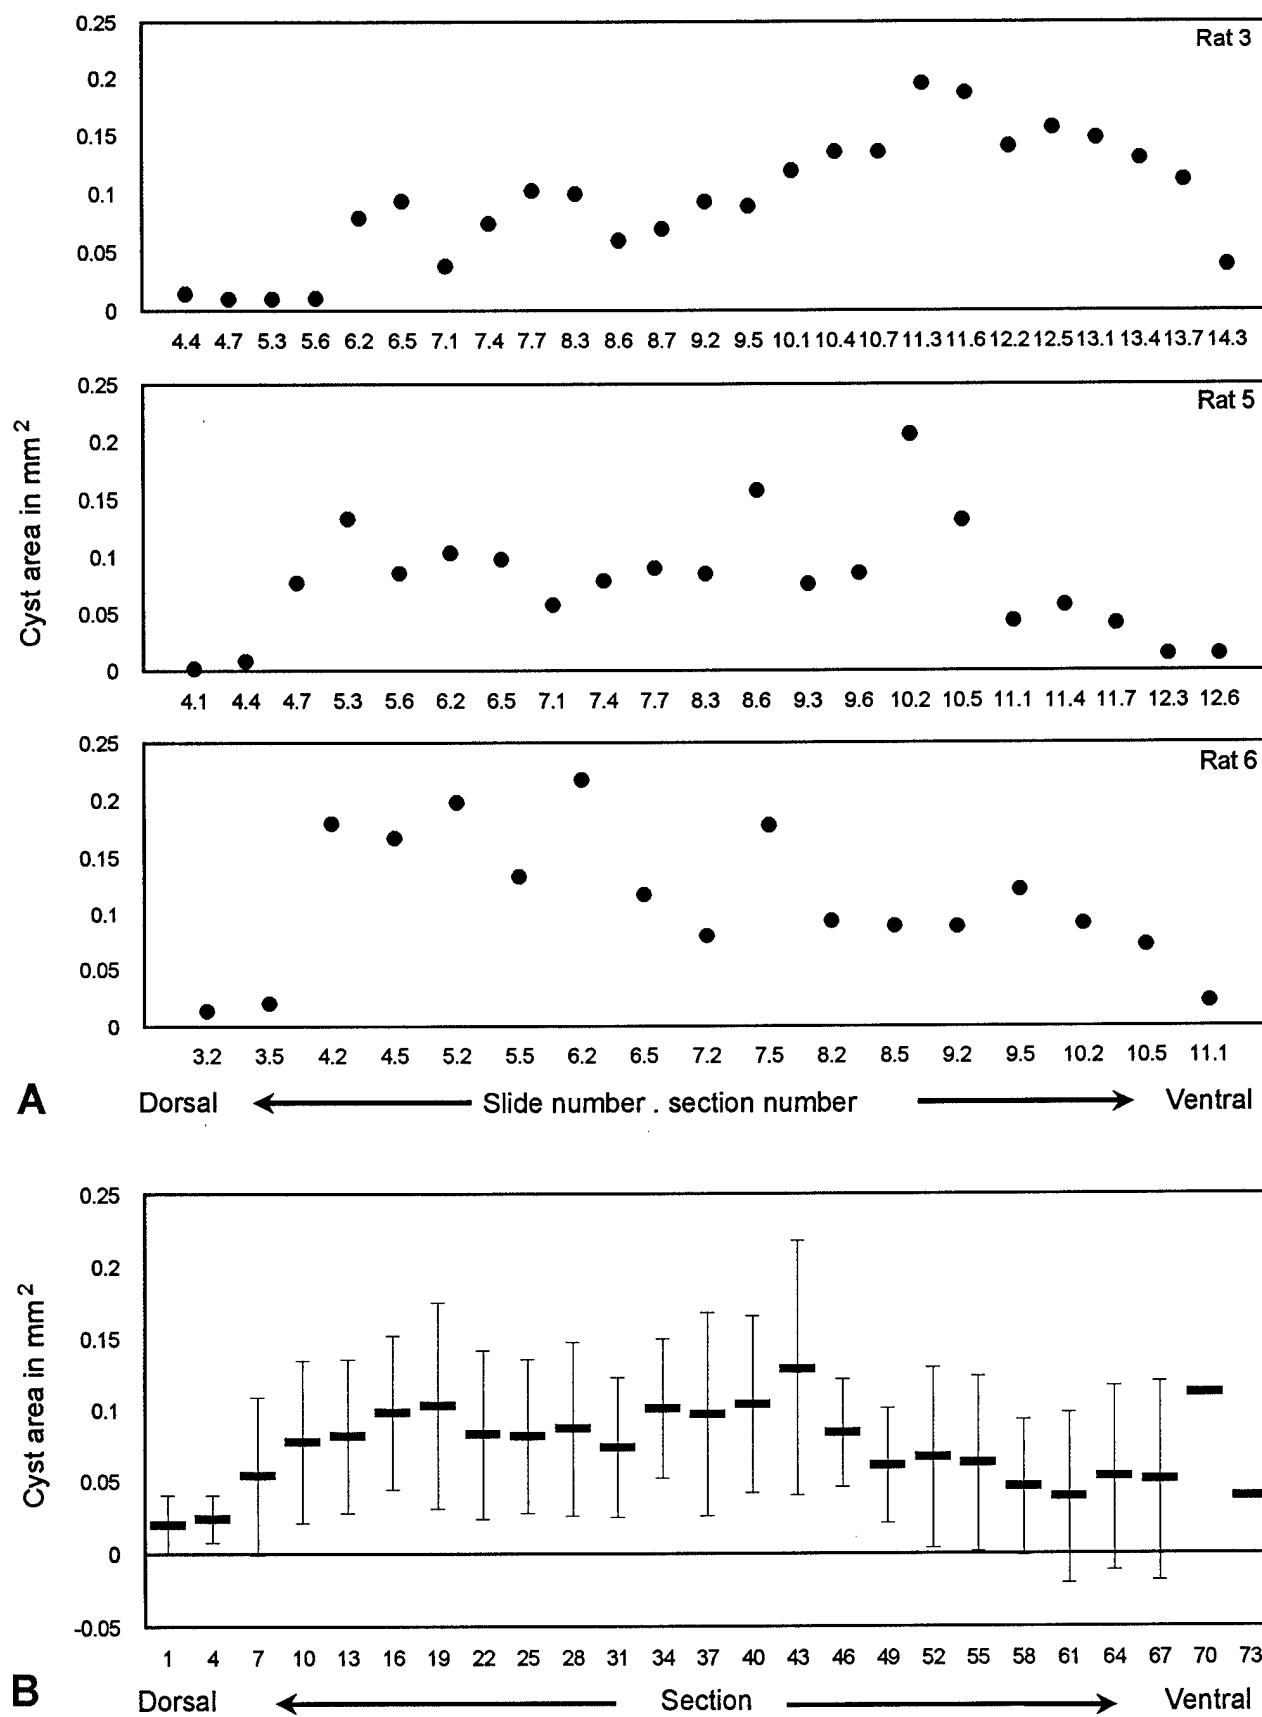 0.25
Rat 3
0.2
0.15
0.1
0.05
0
4.4 4.7 5.3 5.6 6.2 6.5 7.1 7.4 7.7 8.3 8.6 8.7 9.2 9.5 10.1 10.4 10.7 11.3 11.6 12.2 12.5 13.1 13.4 13.7 14.3
Cyst area in mm²
0.25
Rat 5
0.2
0.15
0.1
0.05
0
4.1 4.4 4.7 5.3 5.6 6.2 6.5 7.1 7.4 7.7 8.3 8.6 9.3 9.6 10.2 10.5 11.1 11.4 11.7 12.3 12.6
0.25
Rat 6
0.2
0.15
0.1
0.05
0
3.2 3.5 4.2 4.5 5.2 5.5 6.2 6.5 7.2 7.5 8.2 8.5 9.2 9.5 10.2 10.5 11.1
A Dorsal Slide number . section number Ventral
Cyst area in mm²
0.25
0.2
0.15
0.1
0.05
0
-0.05
1 4 7 10 13 16 19 22 25 28 31 34 37 40 43 46 49 52 55 58 61 64 67 70 73
B Dorsal Section Ventral